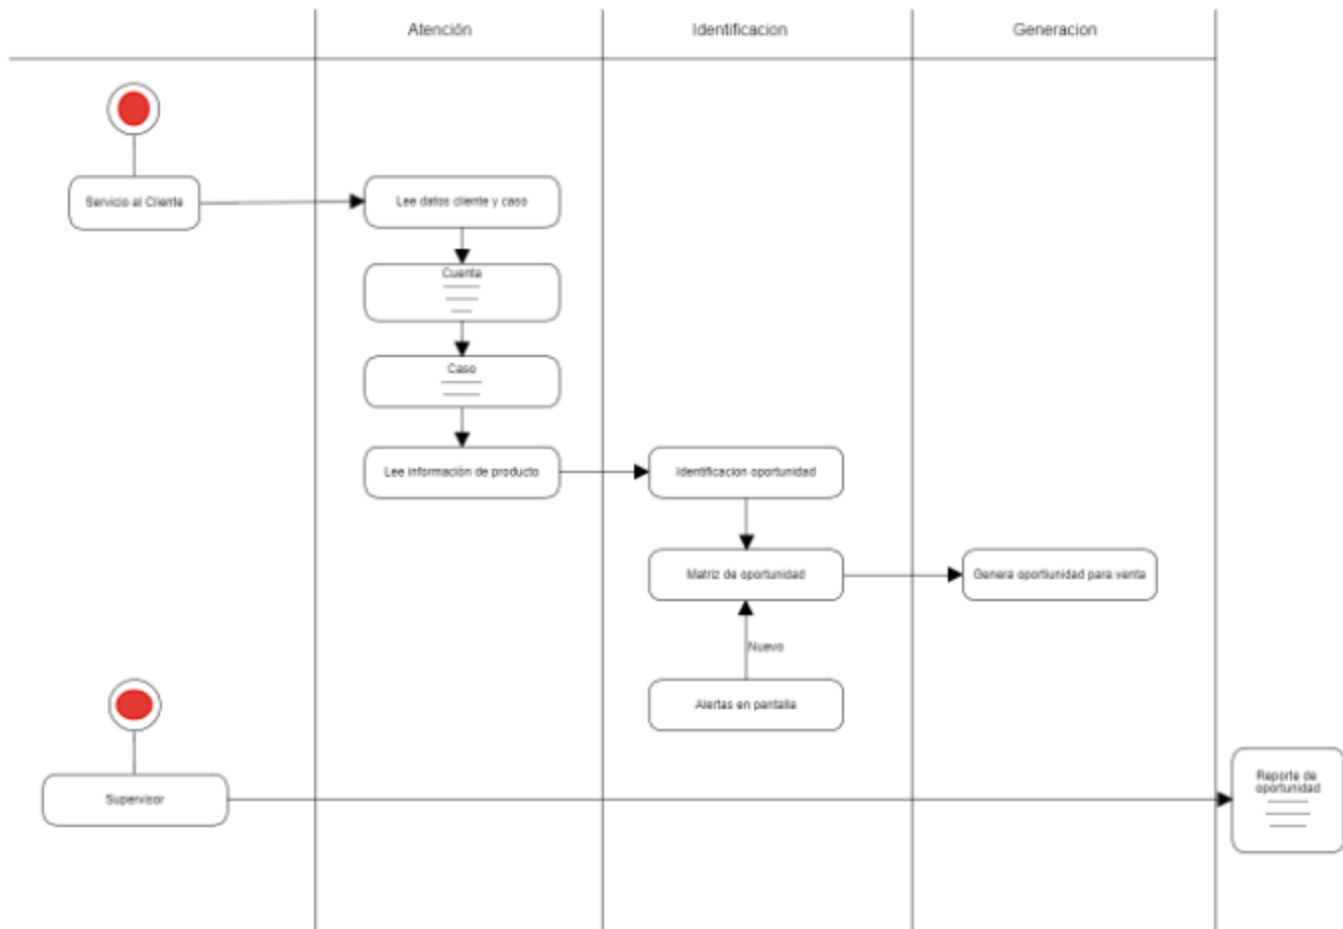 Atención
Identificacion
Generacion
Servicio al Cliente
Lee datos cliente y caso
Cuenta
Caso
Lee información de producto
Identificacion oportunidad
Matriz de oportunidad
Genera oportiunidad para venta
Nuevo
Alertas en pantalla
Supervisor
Reporte de
oportunidad